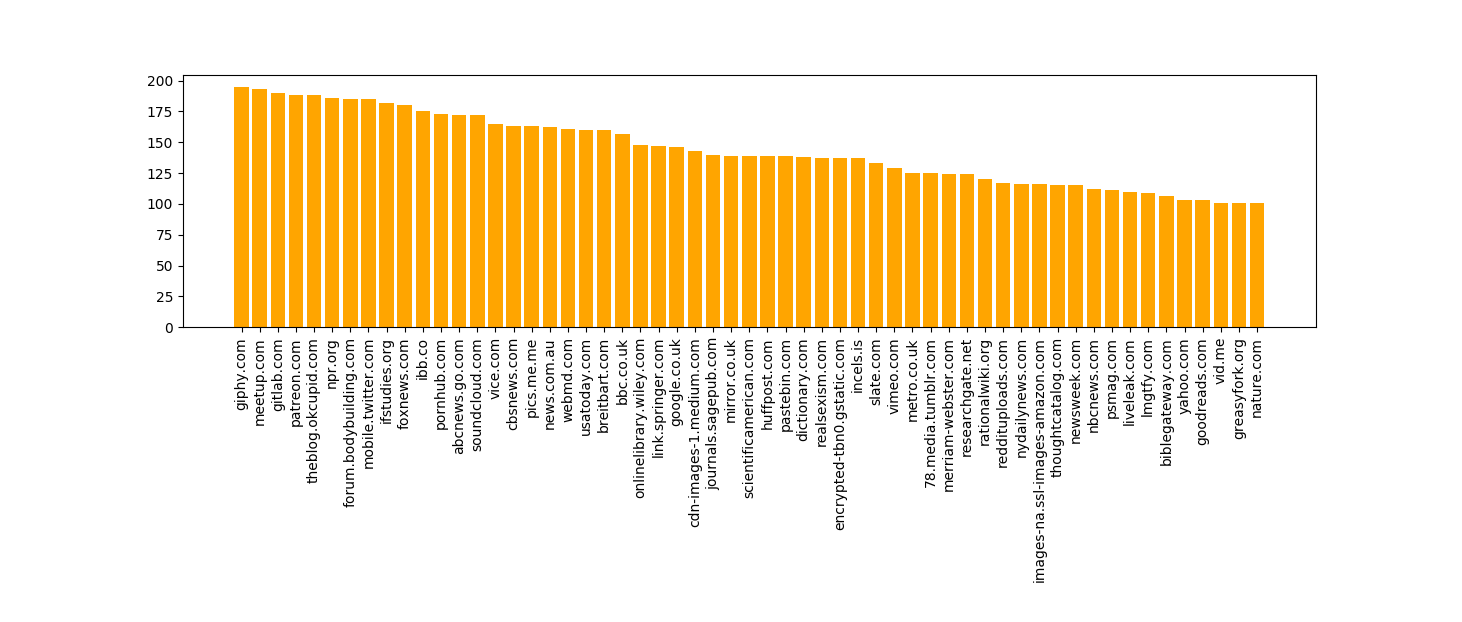 200
175
150
125
100
75
50
25
0
giphy.com
meetup.com
gitlab.com
patreon.com
theblog.okcupid.com
npr.org
forum.bodybuilding.com
mobile.twitter.com
ifstudies.org
foxnews.com
ibb.co
pornhub.com
abcnews.go.com
soundcloud.com
vice.com
cbsnews.com
pics.me.me
news.com.au
webmd.com
usatoday.com
breitbart.com
bbc.co.uk
onlinelibrary.wiley.com
link.springer.com
google.co.uk
cdn-images-1.medium.com
journals.sagepub.com
mirror.co.uk
scientificamerican.com
huffpost.com
pastebin.com
dictionary.com
realsexism.com
encrypted-tbn0.gstatic.com
incels.is
slate.com
vimeo.com
metro.co.uk
78.media.tumblr.com
merriam-webster.com
researchgate.net
rationalwiki.org
reddituploads.com
nydailynews.com
images-na.ssl-images-amazon.com
thoughtcatalog.com
newsweek.com
nbcnews.com
psmag.com
liveleak.com
lmgtfy.com
biblegateway.com
yahoo.com
goodreads.com
vid.me
greasyfork.org
nature.com